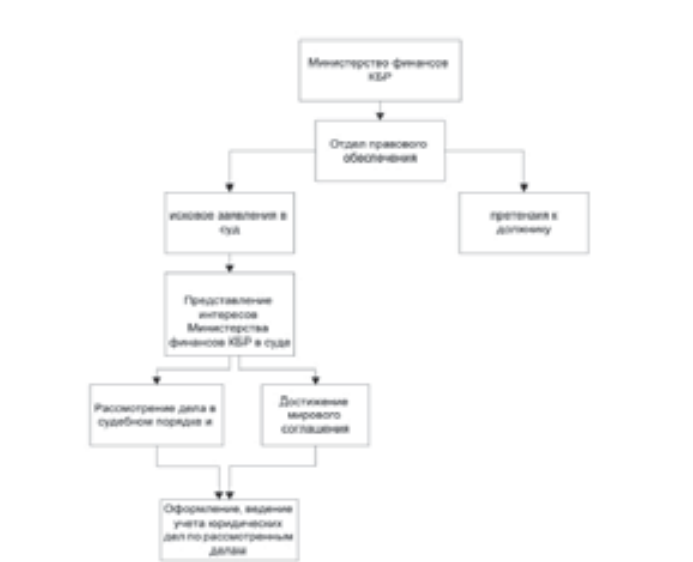 Министерство финансов
КБР
Отдел правового
обеспечения
исковое заявления в
суд
претензия к
должнику
Представление
интересов
Министерства
финансов КБР в суде
Рассмотрение дела в
судебном порядке и
Достижение
мирового
соглашения
Оформление, ведение
учета юридических
дел по рассмотренным
делам